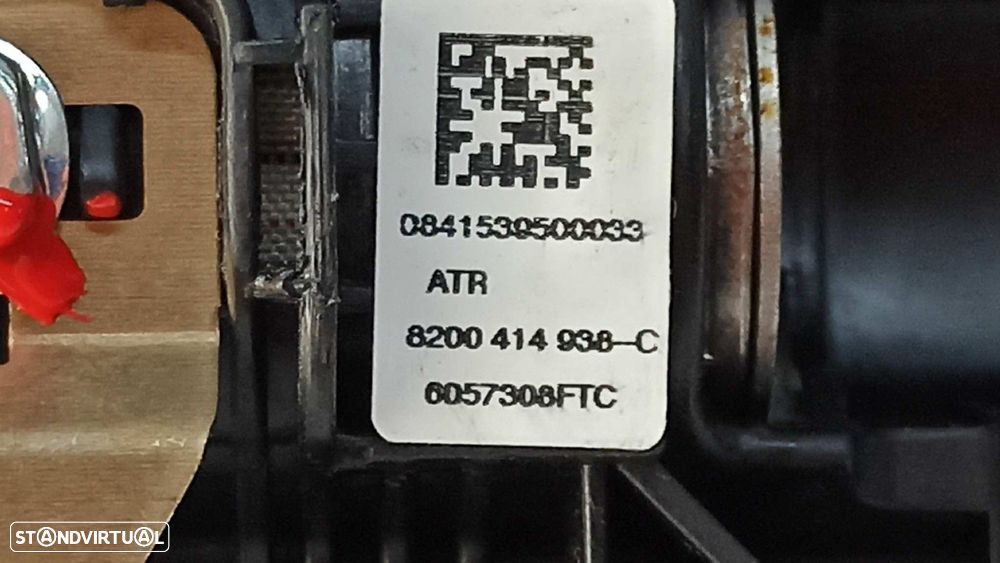 0841539500033
ATR
8200 414 938-C
6057308FTC
STANDVIRTUAL